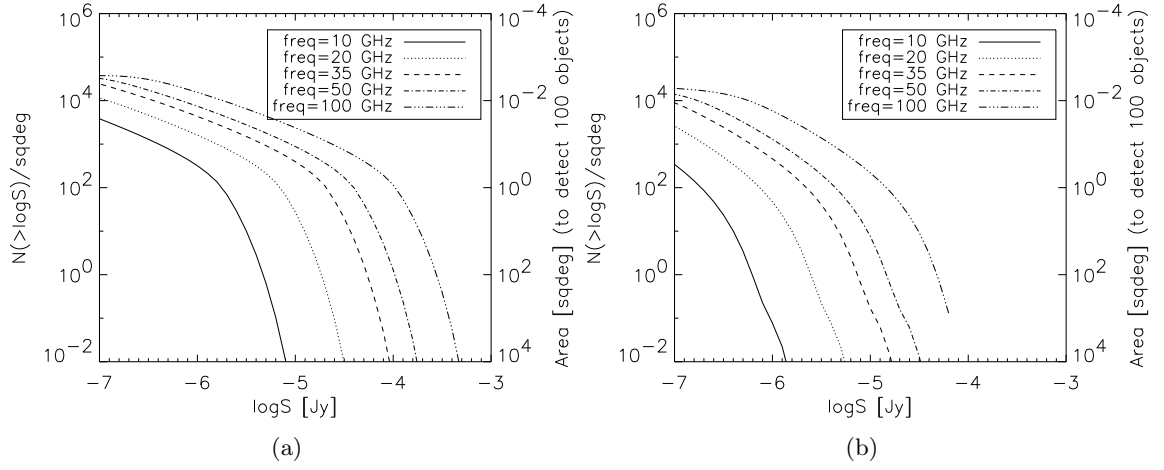 10^6
10^4
10^2
10^0
10^-2
N(>logS)/sqdeg
freq=10 GHz
freq=20 GHz
freq=35 GHz
freq=50 GHz
freq=100 GHz
10^-4
10^-2
10^0
10^2
10^4
Area [sqdeg] (to detect 100 objects)
-7 -6 -5 -4 -3
logS [Jy]
(a)
10^6
10^4
10^2
10^0
10^-2
N(>logS)/sqdeg
freq=10 GHz
freq=20 GHz
freq=35 GHz
freq=50 GHz
freq=100 GHz
10^-4
10^-2
10^0
10^2
10^4
Area [sqdeg] (to detect 100 objects)
-7 -6 -5 -4 -3
logS [Jy]
(b)